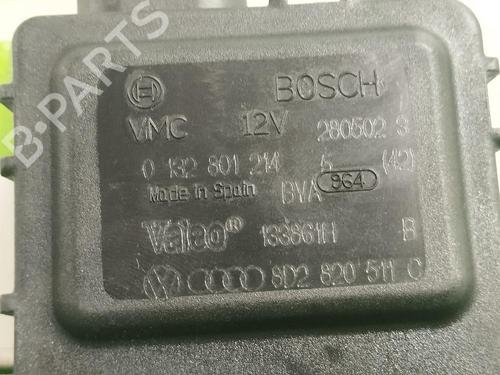 BOSCH
VMC 12V 280502 3
0 132 801 214 5 (42)
Made in Spain BVA 964
Valeo® 133861H B
8D2 820 511 C
B-PARTS